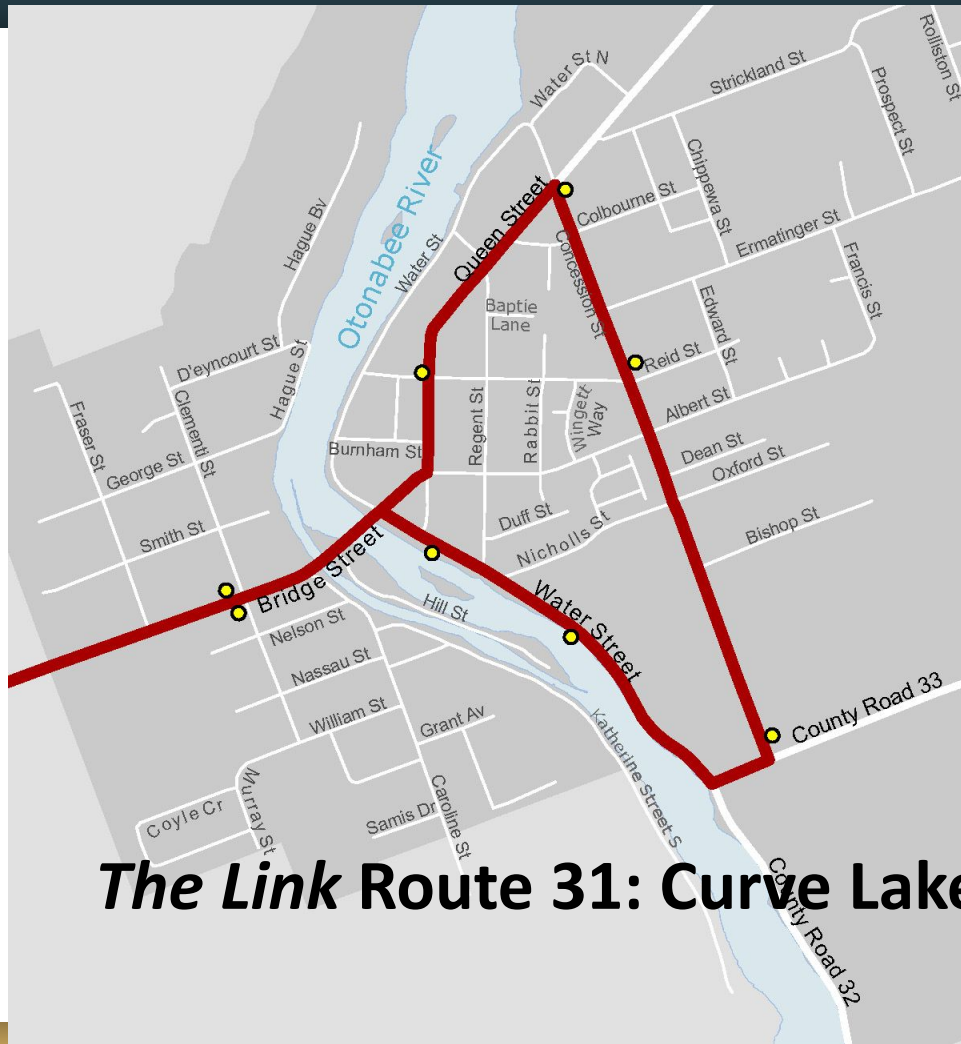 Water St N
Strickland St
Rolliston St
Prospect St
Chippewa St
Otonabee River
Hague Bv
Water St
Queen Street
Colbourne St
Concession St
Ermatinger St
Francis St
Edward St
Baptie
Lane
D'eyncourt St
Hague St
Reid St
Clementi St
Fraser St
Regent St
Rabbit St
Wingett
Way
Albert St
Burnham St
George St
Dean St
Oxford St
Duff St
Nicholls St
Bishop St
Smith St
Bridge Street
Hill St
Water Street
Nelson St
Nassau St
William St
Grant Av
Katherine Street S
County Road 33
Murray St
Coyle Cr
Samis Dr
Caroline St
The Link Route 31: Curve Lake
County Road 32